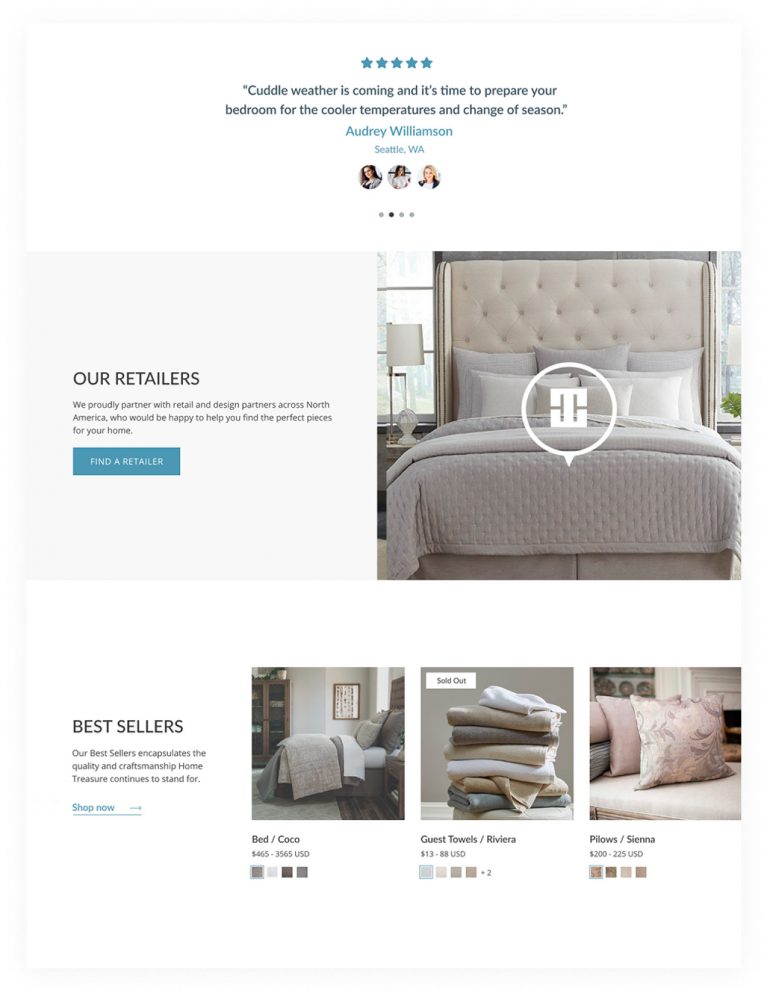 “Cuddle weather is coming and it’s time to prepare your
bedroom for the cooler temperatures and change of season.”
Audrey Williamson
Seattle, WA
OUR RETAILERS
We proudly partner with retail and design partners across North
America, who would be happy to help you find the perfect pieces
for your home.
FIND A RETAILER
BEST SELLERS
Our Best Sellers encapsulates the
quality and craftsmanship Home
Treasure continues to stand for.
Shop now
Sold Out
Bed / Coco
$465 - 3565 USD
Guest Towels / Riviera
$13 - 88 USD
+ 2
Pilows / Sienna
$200 - 225 USD